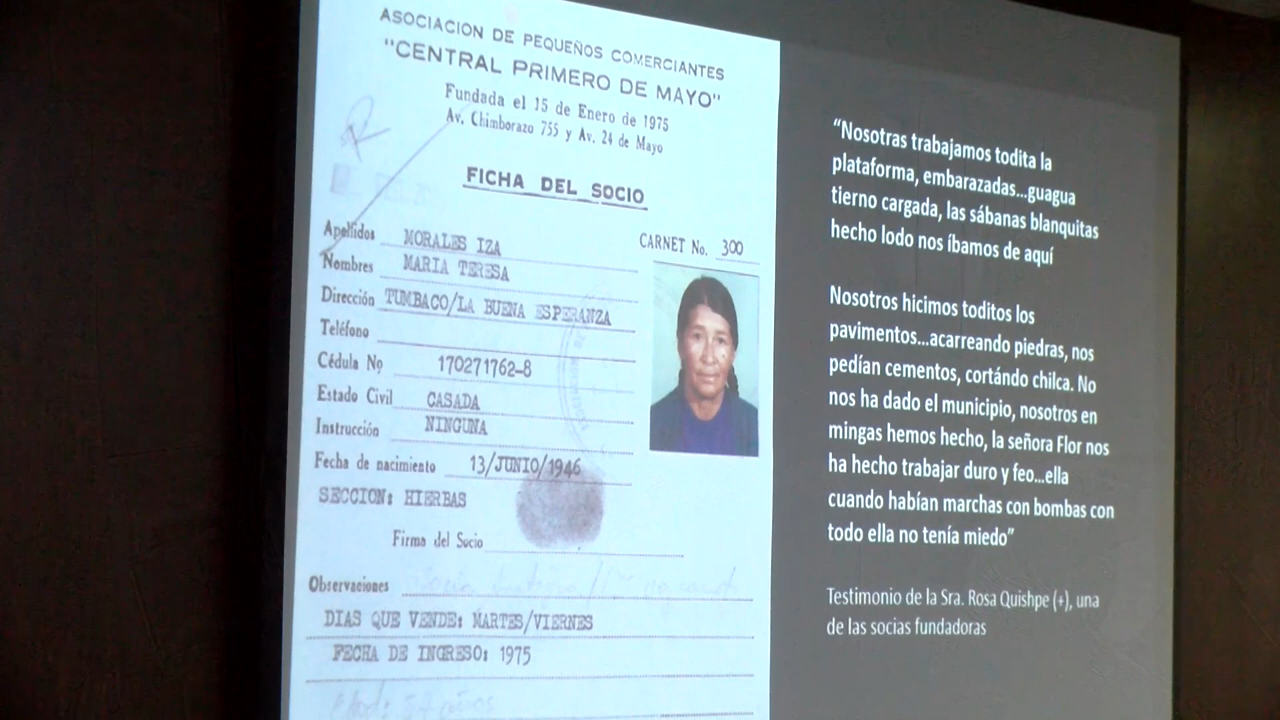 ASOCIACION DE PEQUEÑOS COMERCIANTES
"CENTRAL PRIMERO DE MAYO"
Fundada el 15 de Enero de 1975
Av. Chimborazo 755 y Av. 24 de Mayo
FICHA DEL SOCIO
CARNET No. 300
Apellidos MORALES IZA
Nombres MARIA TERESA
Dirección TUMBACO/LA BUENA ESPERANZA
Teléfono
Cédula No 170271762-8
Estado Civil CASADA
Instrucción NINGUNA
Fecha de nacimiento 13/JUNIO/1946
SECCION: HIERBAS
Firma del Socio
Observaciones
DIAS QUE VENDE: MARTES/VIERNES
FECHA DE INGRESO: 1975
“Nosotras trabajamos todita la
plataforma, embarazadas...guagua
tierno cargada, las sábanas blanquitas
hecho lodo nos íbamos de aquí
Nosotros hicimos toditos los
pavimentos...acarreando piedras, nos
pedían cementos, cortándo chilca. No
nos ha dado el municipio, nosotros en
mingas hemos hecho, la señora Flor nos
ha hecho trabajar duro y feo...ella
cuando habían marchas con bombas con
todo ella no tenía miedo”
Testimonio de la Sra. Rosa Quishpe (+), una
de las socias fundadoras